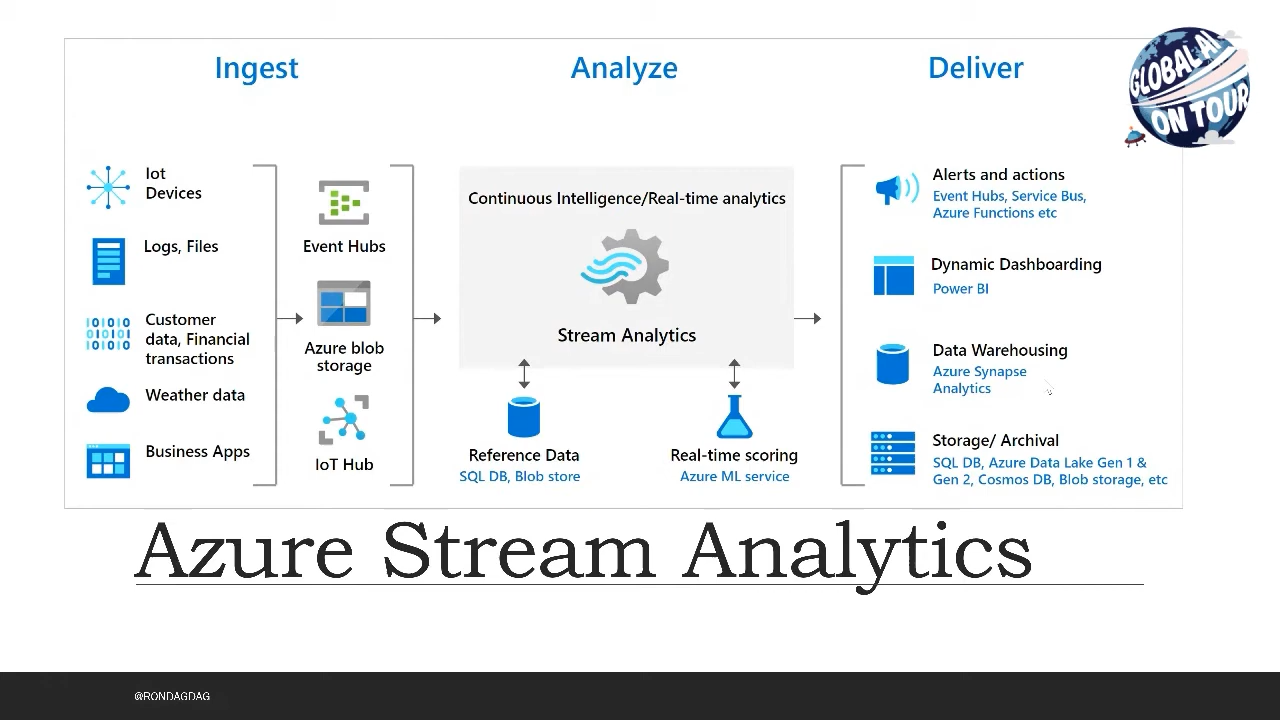 Ingest
Analyze
Deliver
GLOBAL AI
ON TOUR
Iot
Devices
Logs, Files
Customer
data, Financial
transactions
Weather data
Business Apps
Event Hubs
Azure blob
storage
IoT Hub
Continuous Intelligence/Real-time analytics
Stream Analytics
Reference Data
SQL DB, Blob store
Real-time scoring
Azure ML service
Alerts and actions
Event Hubs, Service Bus,
Azure Functions etc
Dynamic Dashboarding
Power BI
Data Warehousing
Azure Synapse
Analytics
Storage/ Archival
SQL DB, Azure Data Lake Gen 1 &
Gen 2, Cosmos DB, Blob storage, etc
Azure Stream Analytics
@RONDAGDAG